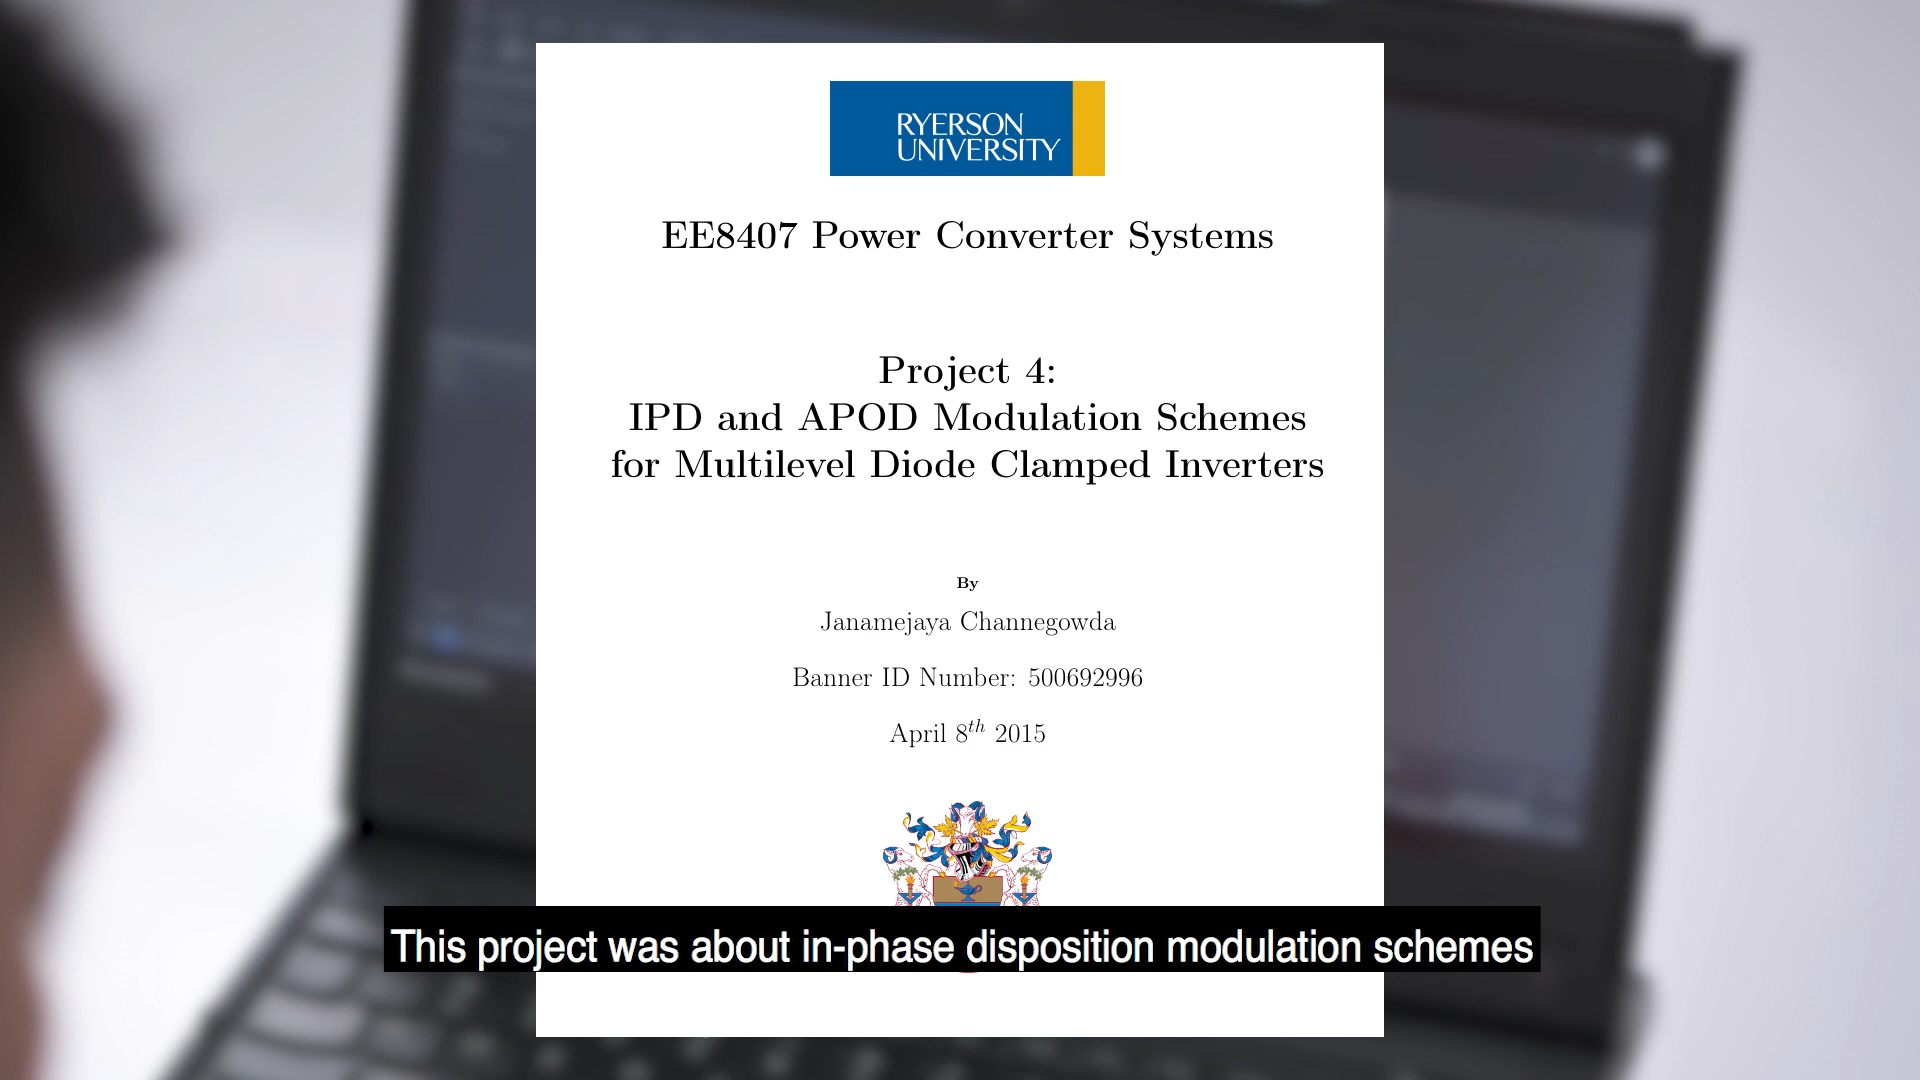 RYERSON
UNIVERSITY
EE8407 Power Converter Systems
Project 4:
IPD and APOD Modulation Schemes
for Multilevel Diode Clamped Inverters
By
Janamejaya Channegowda
Banner ID Number: 500692996
April 8th 2015
This project was about in-phase disposition modulation schemes